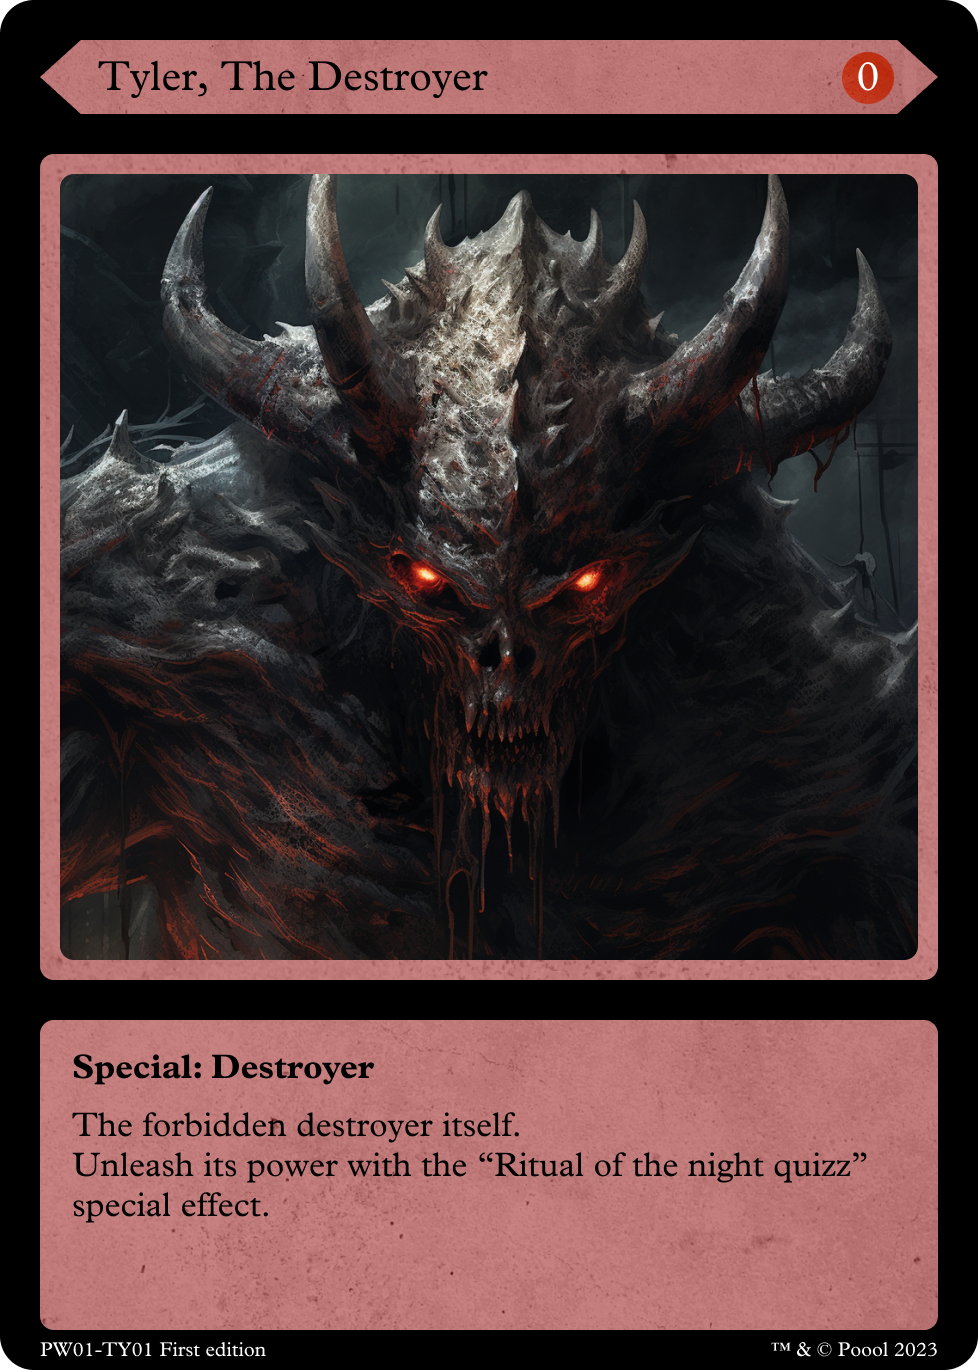 Tyler, The Destroyer
0
Special: Destroyer
The forbidden destroyer itself.
Unleash its power with the “Ritual of the night quizz”
special effect.
PW01-TY01 First edition
™ & © Poool 2023